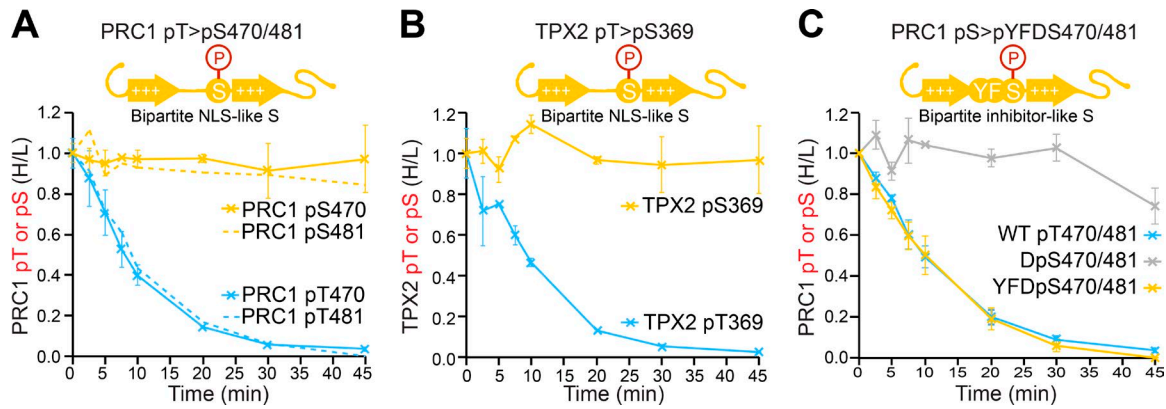 A
PRC1 pT>pS470/481
P
+++ S +++
Bipartite NLS-like S
PRC1 pT or pS (H/L)
1.2
1.0
0.8
0.6
0.4
0.2
0.0
PRC1 pS470
PRC1 pS481
PRC1 pT470
PRC1 pT481
0 5 10 15 20 25 30 35 40 45
Time (min)
B
TPX2 pT>pS369
P
+++ S +++
Bipartite NLS-like S
TPX2 pT or pS (H/L)
1.2
1.0
0.8
0.6
0.4
0.2
0.0
TPX2 pS369
TPX2 pT369
0 5 10 15 20 25 30 35 40 45
Time (min)
C
PRC1 pS>pYFDS470/481
P
+++ YFS +++
Bipartite inhibitor-like S
PRC1 pT or pS (H/L)
1.2
1.0
0.8
0.6
0.4
0.2
0.0
WT pT470/481
DpS470/481
YFDpS470/481
0 5 10 15 20 25 30 35 40 45
Time (min)